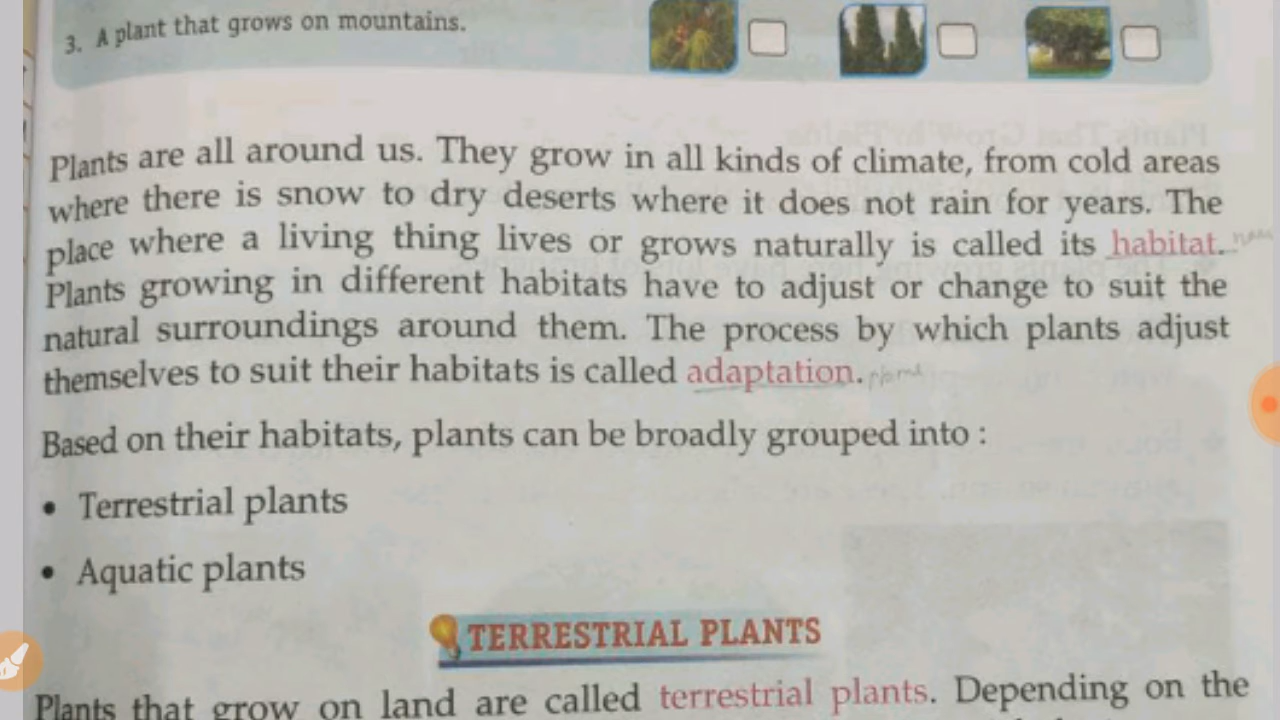 3. A plant that grows on mountains.
Plants are all around us. They grow in all kinds of climate, from cold areas
where there is snow to dry deserts where it does not rain for years. The
place where a living thing lives or grows naturally is called its habitat.
Plants growing in different habitats have to adjust or change to suit the
natural surroundings around them. The process by which plants adjust
themselves to suit their habitats is called adaptation.
Based on their habitats, plants can be broadly grouped into :
• Terrestrial plants
• Aquatic plants
TERRESTRIAL PLANTS
Plants that grow on land are called terrestrial plants. Depending on the